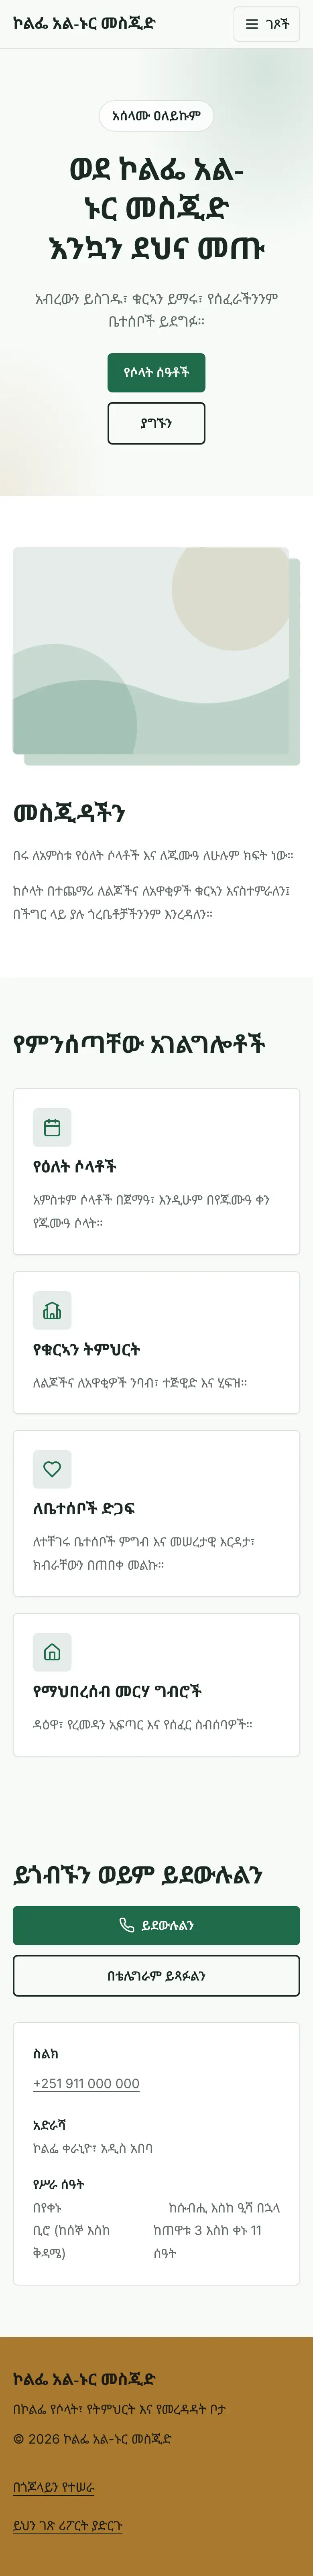 ኮልፌ አል-ኑር መስጂድ
ገጾች
አሰላሙ ዐለይኩም
ወደ ኮልፌ አል-
ኑር መስጂድ
እንኳን ደህና መጡ
አብረውን ይስገዱ፣ ቁርኣን ይማሩ፣ የሰፈራችንንም
ቤተሰቦች ይደግፉ።
የሶላት ሰዓቶች
ያግኙን
መስጂዳችን
በሩ ለአምስቱ የዕለት ሶላቶች እና ለጁሙዓ ለሁሉም ክፍት ነው።
ከሶላት በተጨማሪ ለልጆችና ለአዋቂዎች ቁርኣን እናስተምራለን፤
በችግር ላይ ያሉ ጎረቤቶቻችንንም እንረዳለን።
የምንሰጣቸው አገልግሎቶች
የዕለት ሶላቶች
አምስቱም ሶላቶች በጀማዓ፣ እንዲሁም በየጁሙዓ ቀን
የጁሙዓ ሶላት።
የቁርኣን ትምህርት
ለልጆችና ለአዋቂዎች ንባብ፣ ተጅዊድ እና ሂፍዝ።
ለቤተሰቦች ድጋፍ
ለተቸገሩ ቤተሰቦች ምግብ እና መሠረታዊ እርዳታ፣
ክብራቸውን በጠበቀ መልኩ።
የማህበረሰብ መርሃ ግብሮች
ዳዕዋ፣ የረመዳን ኢፍጣር እና የሰፈር ስብሰባዎች።
ይጎብኙን ወይም ይደውሉልን
ይደውሉልን
በቴሌግራም ይጻፉልን
ስልክ
+251 911 000 000
አድራሻ
ኮልፌ ቀራኒዮ፣ አዲስ አበባ
የሥራ ሰዓት
በየቀኑ ከሱብሒ እስከ ዒሻ በኋላ
ቢሮ (ከሰኞ እስከ ከጠዋቱ 3 እስከ ቀኑ 11
ቅዳሜ) ሰዓት
ኮልፌ አል-ኑር መስጂድ
በኮልፌ የሶላት፣ የትምህርት እና የመረዳዳት ቦታ
© 2026 ኮልፌ አል-ኑር መስጂድ
በጎጆላይን የተሠራ
ይህን ገጽ ሪፖርት ያድርጉ